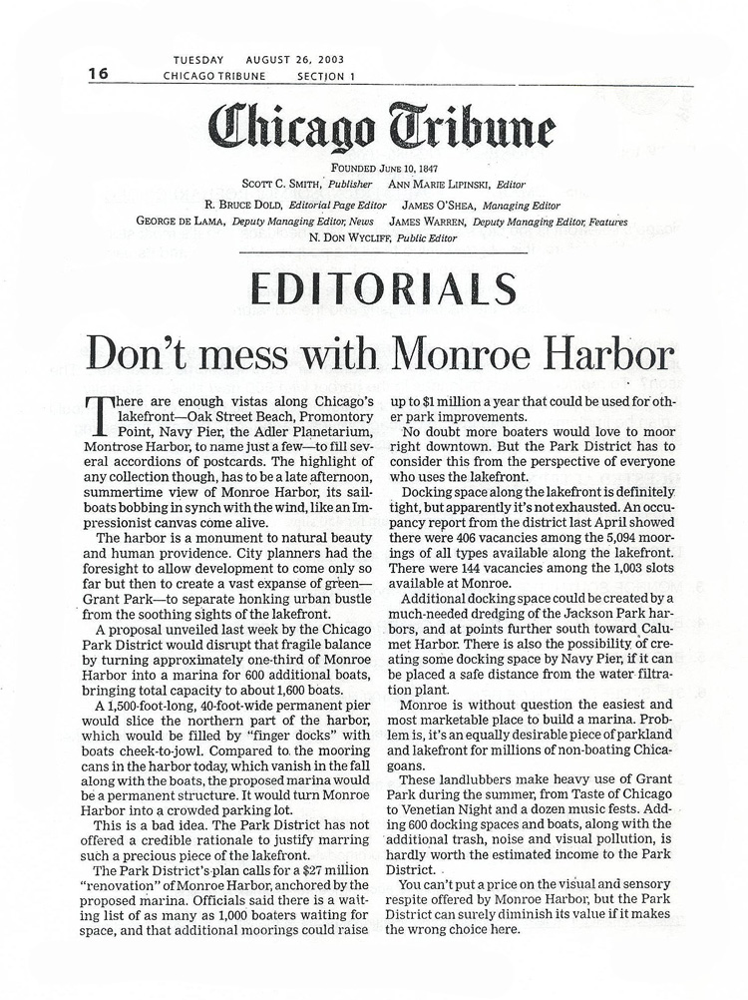 TUESDAY AUGUST 26, 2003
16 CHICAGO TRIBUNE SECTION 1
Chicago Tribune
FOUNDED JUNE 10, 1847
SCOTT C. SMITH, Publisher ANN MARIE LIPINSKI, Editor
R. BRUCE DOLD, Editorial Page Editor JAMES O'SHEA, Managing Editor
GEORGE DE LAMA, Deputy Managing Editor, News JAMES WARREN, Deputy Managing Editor, Features
N. DON WYCLIFF, Public Editor
EDITORIALS
Don't mess with Monroe Harbor
There are enough vistas along Chicago's
lakefront—Oak Street Beach, Promontory
Point, Navy Pier, the Adler Planetarium,
Montrose Harbor, to name just a few—to fill sev-
eral accordions of postcards. The highlight of
any collection though, has to be a late afternoon,
summertime view of Monroe Harbor, its sail-
boats bobbing in synch with the wind, like an Im-
pressionist canvas come alive.
The harbor is a monument to natural beauty
and human providence. City planners had the
foresight to allow development to come only so
far but then to create a vast expanse of green—
Grant Park—to separate honking urban bustle
from the soothing sights of the lakefront.
A proposal unveiled last week by the Chicago
Park District would disrupt that fragile balance
by turning approximately one-third of Monroe
Harbor into a marina for 600 additional boats,
bringing total capacity to about 1,600 boats.
A 1,500-foot-long, 40-foot-wide permanent pier
would slice the northern part of the harbor,
which would be filled by "finger docks" with
boats cheek-to-jowl. Compared to the mooring
cans in the harbor today, which vanish in the fall
along with the boats, the proposed marina would
be a permanent structure. It would turn Monroe
Harbor into a crowded parking lot.
This is a bad idea. The Park District has not
offered a credible rationale to justify marring
such a precious piece of the lakefront.
The Park District's plan calls for a $27 million
"renovation" of Monroe Harbor, anchored by the
proposed marina. Officials said there is a wait-
ing list of as many as 1,000 boaters waiting for
space, and that additional moorings could raise
up to $1 million a year that could be used for oth-
er park improvements.
No doubt more boaters would love to moor
right downtown. But the Park District has to
consider this from the perspective of everyone
who uses the lakefront.
Docking space along the lakefront is definitely
tight, but apparently it's not exhausted. An occu-
pancy report from the district last April showed
there were 406 vacancies among the 5,094 moor-
ings of all types available along the lakefront.
There were 144 vacancies among the 1,003 slots
available at Monroe.
Additional docking space could be created by a
much-needed dredging of the Jackson Park har-
bors, and at points further south toward Calu-
met Harbor. There is also the possibility of cre-
ating some docking space by Navy Pier, if it can
be placed a safe distance from the water filtra-
tion plant.
Monroe is without question the easiest and
most marketable place to build a marina. Prob-
lem is, it's an equally desirable piece of parkland
and lakefront for millions of non-boating Chica-
goans.
These landlubbers make heavy use of Grant
Park during the summer, from Taste of Chicago
to Venetian Night and a dozen music fests. Add-
ing 600 docking spaces and boats, along with the
additional trash, noise and visual pollution, is
hardly worth the estimated income to the Park
District.
You can't put a price on the visual and sensory
respite offered by Monroe Harbor, but the Park
District can surely diminish its value if it makes
the wrong choice here.